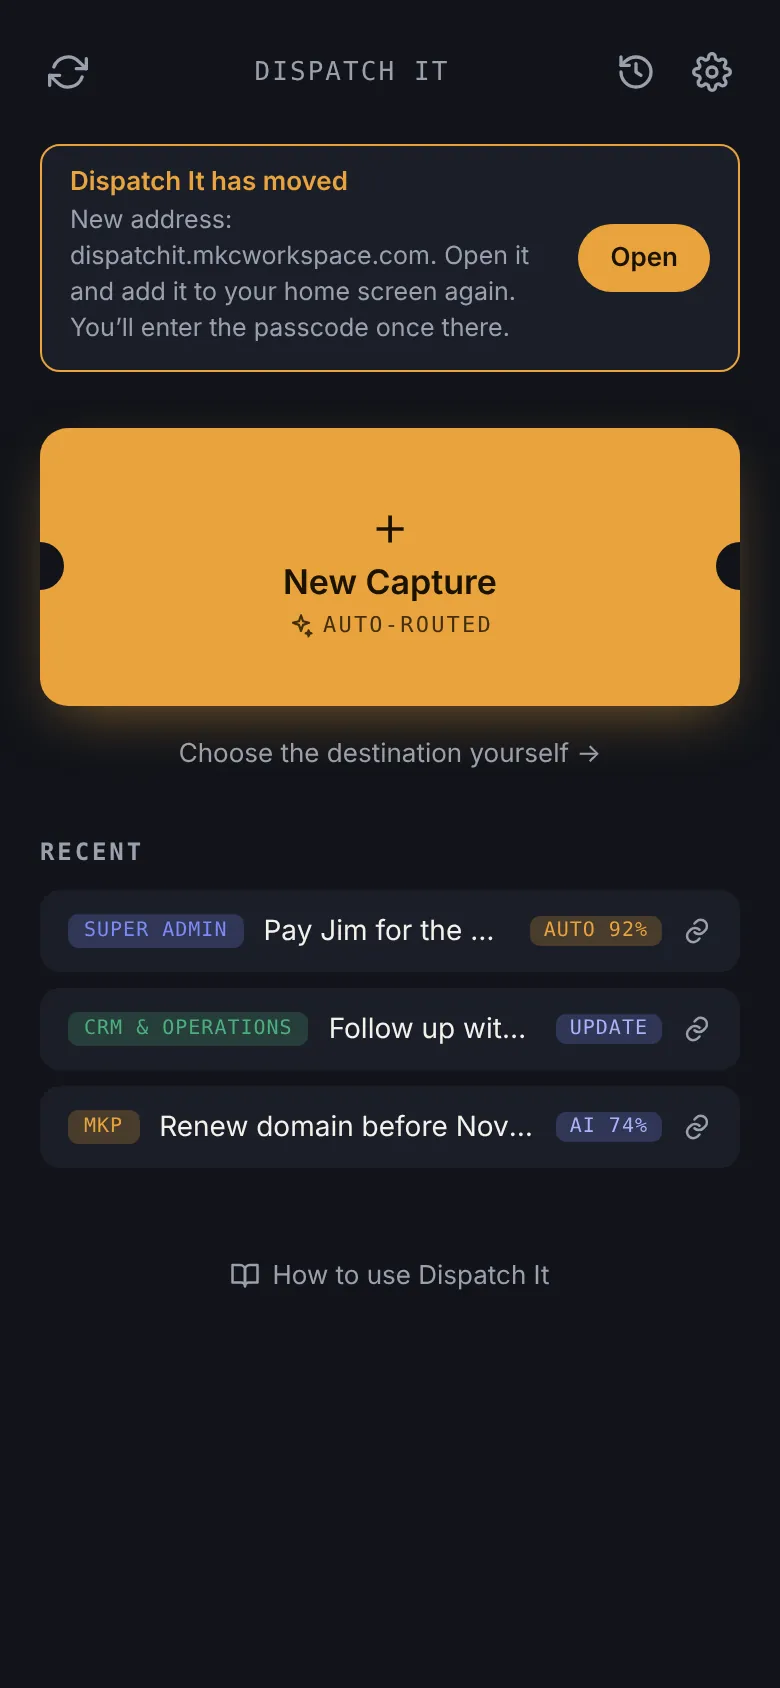 DISPATCH IT
Dispatch It has moved
New address:
dispatchit.mkcworkspace.com. Open it
and add it to your home screen again.
You’ll enter the passcode once there.
Open
New Capture
AUTO-ROUTED
Choose the destination yourself →
RECENT
SUPER ADMIN Pay Jim for the ... AUTO 92%
CRM & OPERATIONS Follow up wit... UPDATE
MKP Renew domain before Nov... AI 74%
How to use Dispatch It